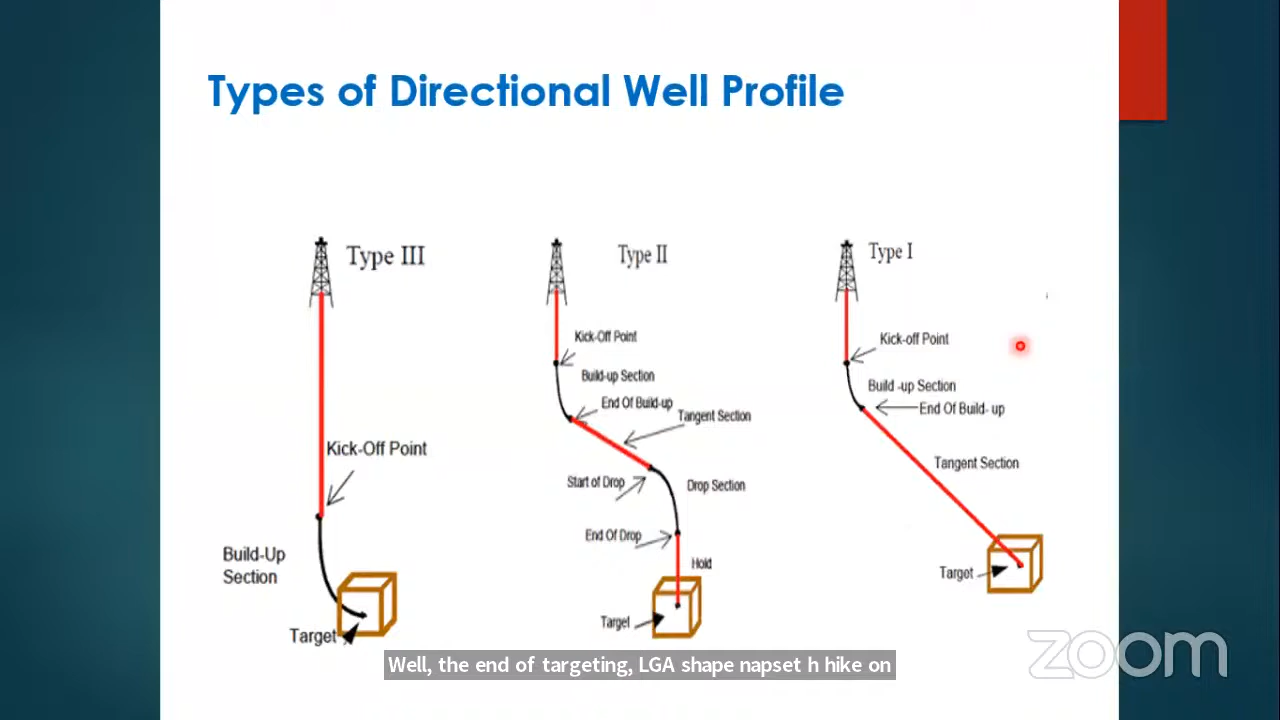 Types of Directional Well Profile
Type III
Kick-Off Point
Build-Up
Section
Target
Type II
Kick-Off Point
Build-up Section
End Of Build-up
Tangent Section
Start of Drop
Drop Section
End Of Drop
Hold
Target
Type I
Kick-off Point
Build -up Section
End Of Build- up
Tangent Section
Target
Well, the end of targeting, LGA shape napset h hike on
zoom